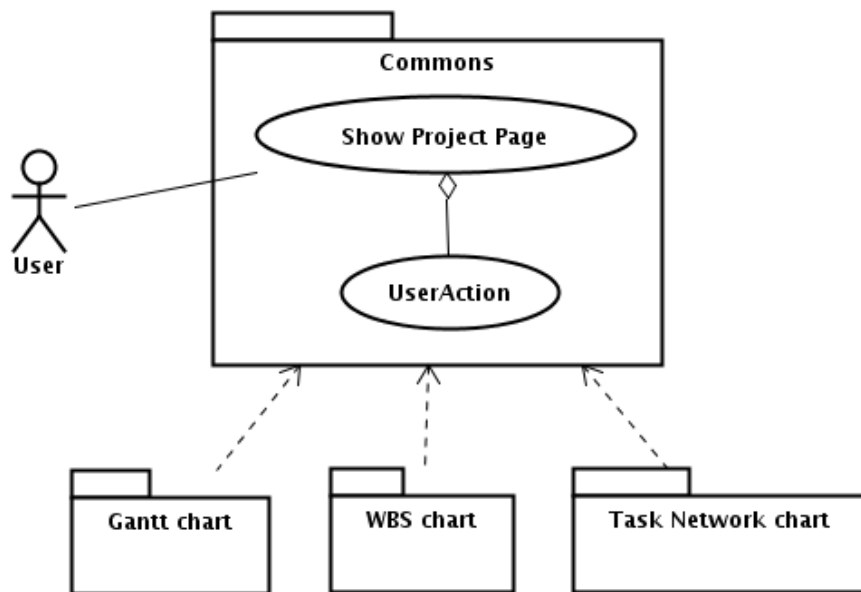 Commons
Show Project Page
User
UserAction
Gantt chart
WBS chart
Task Network chart